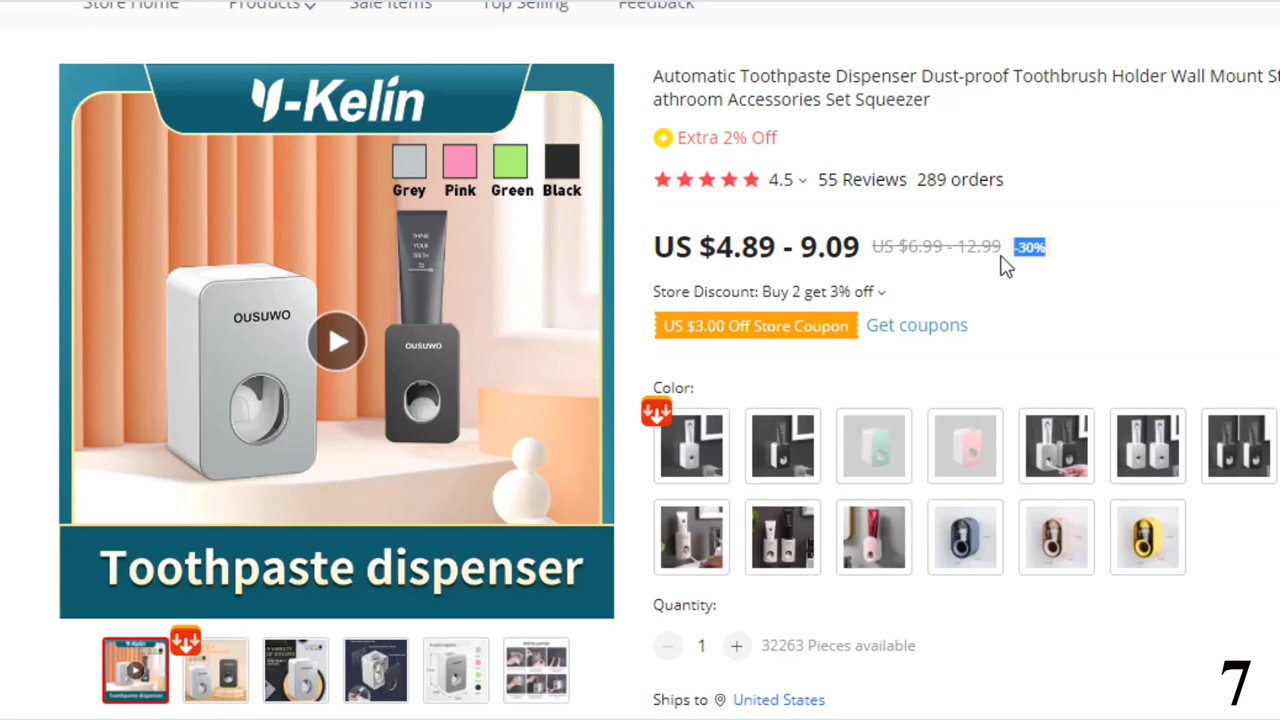 Store Home Products Sale Items Top Selling Feedback
Y-Kelin
Grey Pink Green Black
THINK
YOUR
TEETH
OUSUWO
OUSUWO
Toothpaste dispenser
Automatic Toothpaste Dispenser Dust-proof Toothbrush Holder Wall Mount St
athroom Accessories Set Squeezer
Extra 2% Off
4.5 55 Reviews 289 orders
US $4.89 - 9.09 US $6.99 - 12.99 -30%
Store Discount: Buy 2 get 3% off
US $3.00 Off Store Coupon Get coupons
Color:
Quantity:
1 32263 Pieces available
Ships to United States
7